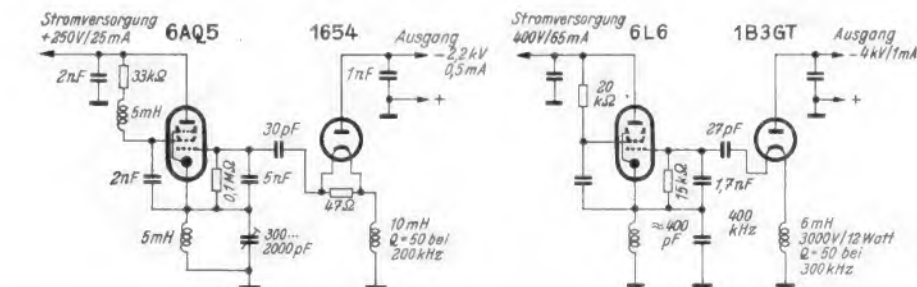 Stromversorgung
+250V/25mA
6AQ5
1654
Ausgang
-2,2kV
0,5mA
2nF
33kΩ
5mH
1nF
+
30pF
2nF
0,1MΩ
5nF
47Ω
5mH
300...
2000pF
10mH
Q=50 bei
200kHz
Stromversorgung
400V/65mA
6L6
1B3GT
Ausgang
-4kV/1mA
20
kΩ
+
27pF
15kΩ
1,7nF
≈400
pF
400
kHz
6mH
3000V/12Watt
Q=50 bei
300kHz